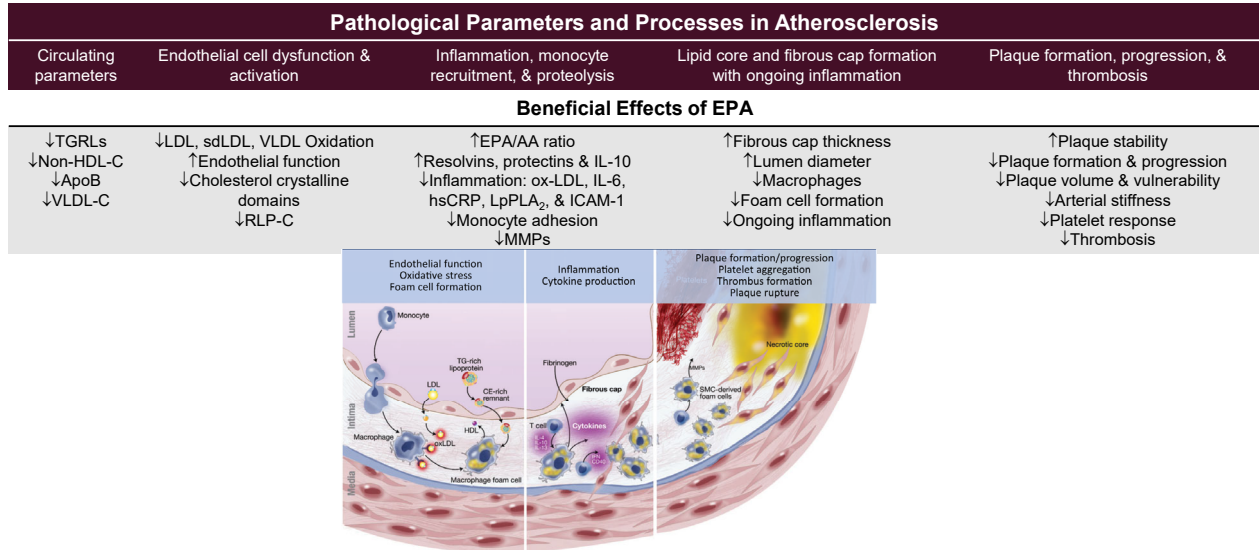 Pathological Parameters and Processes in Atherosclerosis
Circulating
parameters
Endothelial cell dysfunction &
activation
Inflammation, monocyte
recruitment, & proteolysis
Lipid core and fibrous cap formation
with ongoing inflammation
Plaque formation, progression, &
thrombosis
Beneficial Effects of EPA
↓TGRLs
↓Non-HDL-C
↓ApoB
↓VLDL-C
↓LDL, sdLDL, VLDL Oxidation
↑Endothelial function
↓Cholesterol crystalline
domains
↓RLP-C
↑EPA/AA ratio
↑Resolvins, protectins & IL-10
↓Inflammation: ox-LDL, IL-6,
hsCRP, LpPLA₂, & ICAM-1
↓Monocyte adhesion
↓MMPs
↑Fibrous cap thickness
↑Lumen diameter
↓Macrophages
↓Foam cell formation
↓Ongoing inflammation
↑Plaque stability
↓Plaque formation & progression
↓Plaque volume & vulnerability
↓Arterial stiffness
↓Platelet response
↓Thrombosis
Endothelial function
Oxidative stress
Foam cell formation
Inflammation
Cytokine production
Plaque formation/progression
Platelet aggregation
Thrombus formation
Plaque rupture
Lumen
Intima
Media
Monocyte
TG-rich
lipoprotein
LDL
CE-rich
remnant
HDL
Macrophage
oxLDL
Macrophage foam cell
Fibrinogen
Fibrous cap
T cell
Cytokines
Necrotic core
MMPs
SMC-derived
foam cells